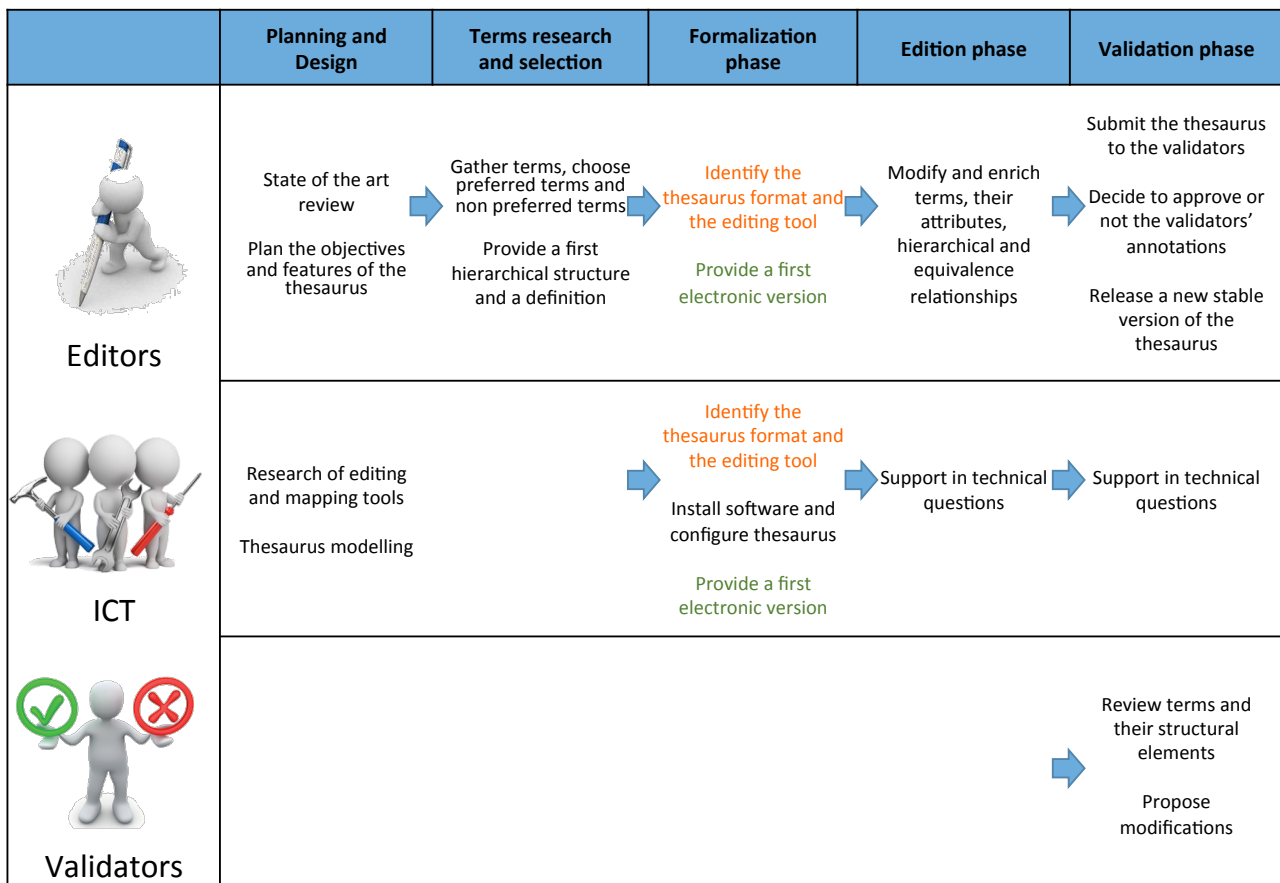 Planning and
Design
Terms research
and selection
Formalization
phase
Edition phase
Validation phase
Editors
State of the art
review
Plan the objectives
and features of the
thesaurus
Gather terms, choose
preferred terms and
non preferred terms
Provide a first
hierarchical structure
and a definition
Identify the
thesaurus format and
the editing tool
Provide a first
electronic version
Modify and enrich
terms, their
attributes,
hierarchical and
equivalence
relationships
Submit the thesaurus
to the validators
Decide to approve or
not the validators’
annotations
Release a new stable
version of the
thesaurus
ICT
Research of editing
and mapping tools
Thesaurus modelling
Identify the
thesaurus format and
the editing tool
Install software and
configure thesaurus
Provide a first
electronic version
Support in technical
questions
Support in technical
questions
Validators
Review terms and
their structural
elements
Propose
modifications